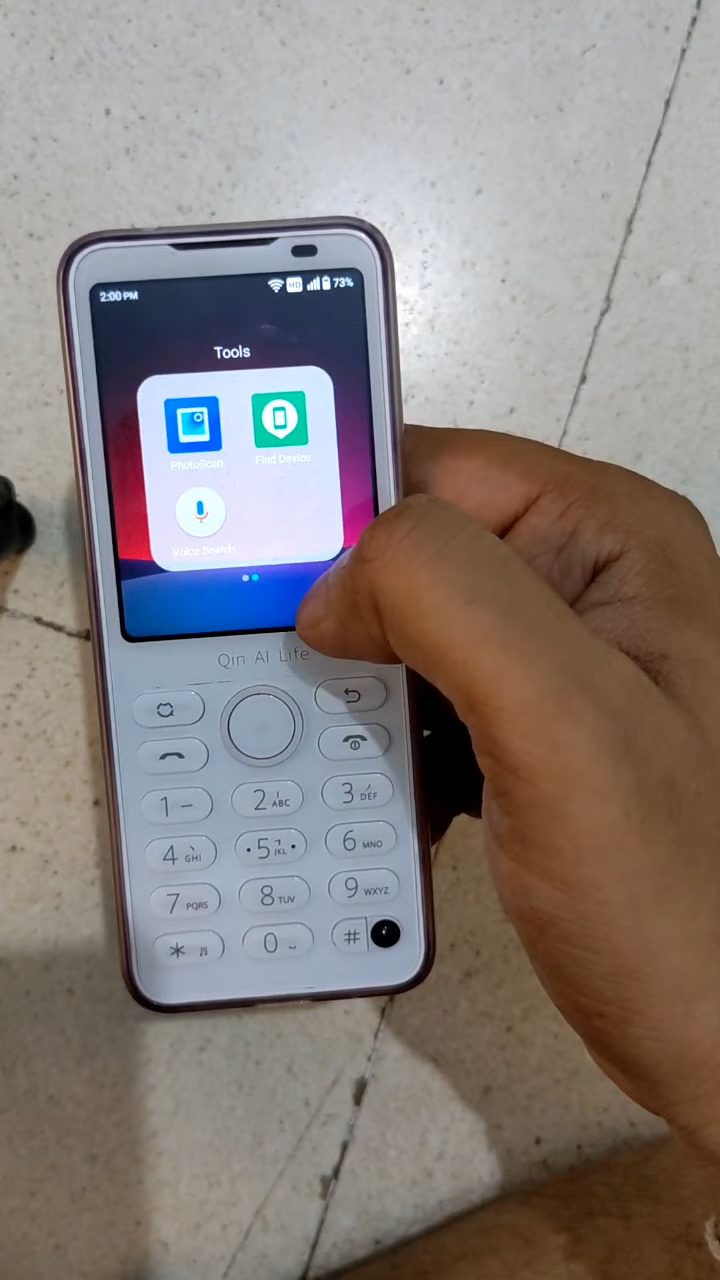 2:00 PM HD 73%
Tools
PhotoScan Find Device
Voice Search
Qin AI Life
1 -
2 ABC
3 DEF
4 GHI
5 JKL
6 MNO
7 PQRS
8 TUV
9 WXYZ
*
0
#